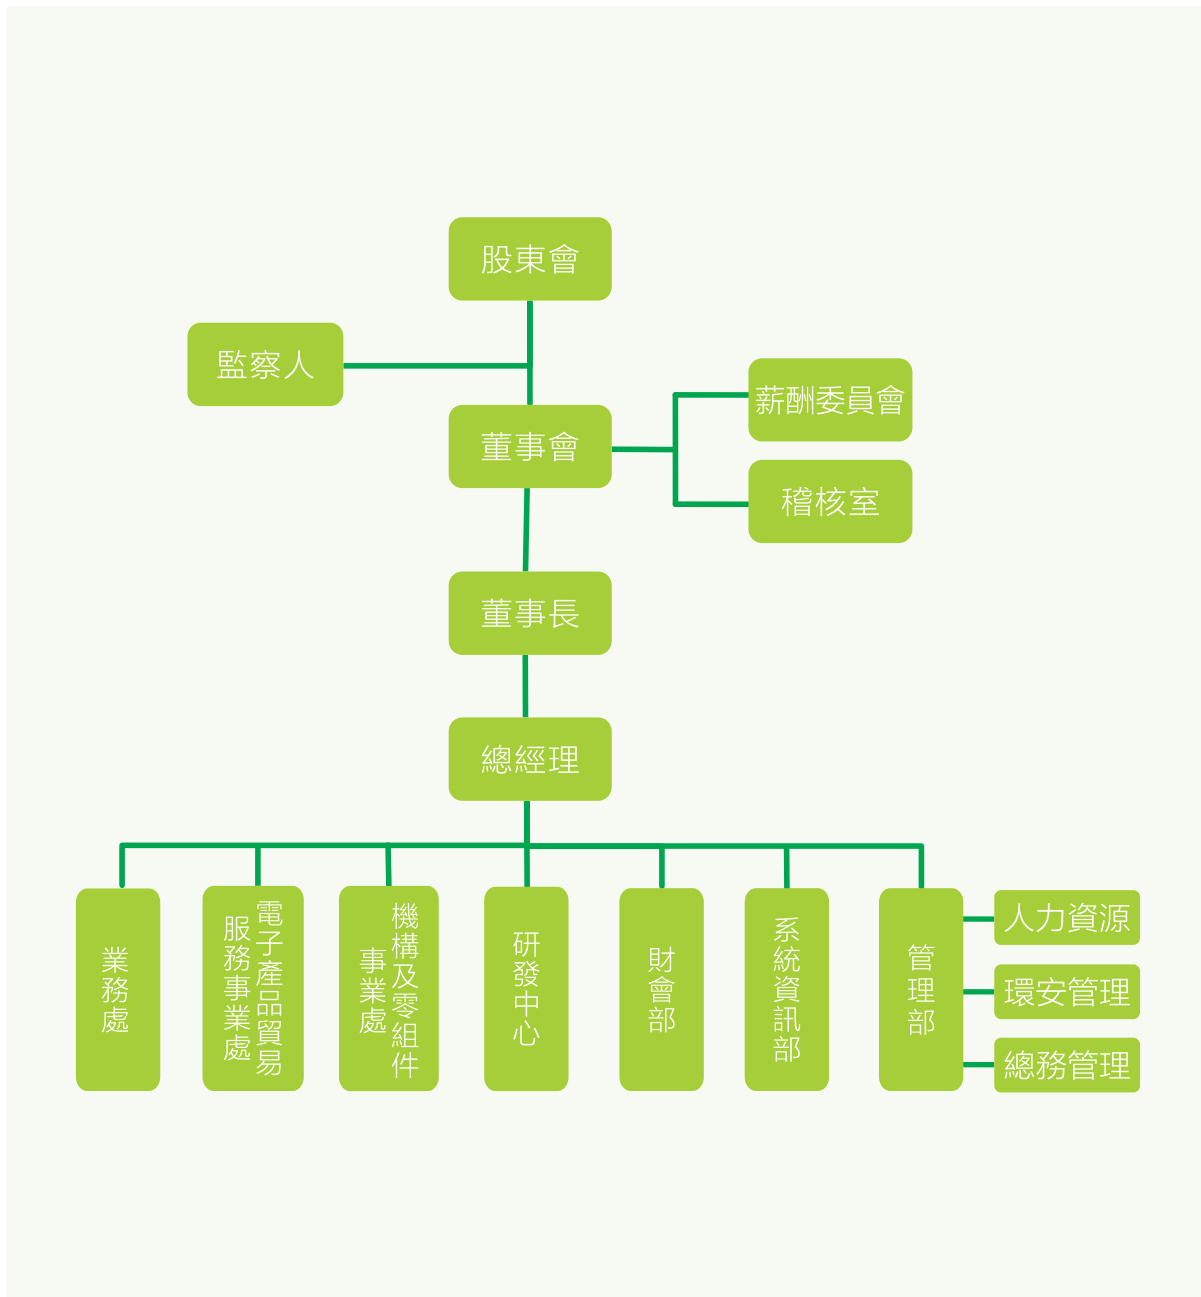 股東會
監察人
薪酬委員會
董事會
稽核室
董事長
總經理
業務處
電子產品貿易
服務事業處
機構及零組件
事業處
研發中心
財會部
系統資訊部
管理部
人力資源
環安管理
總務管理